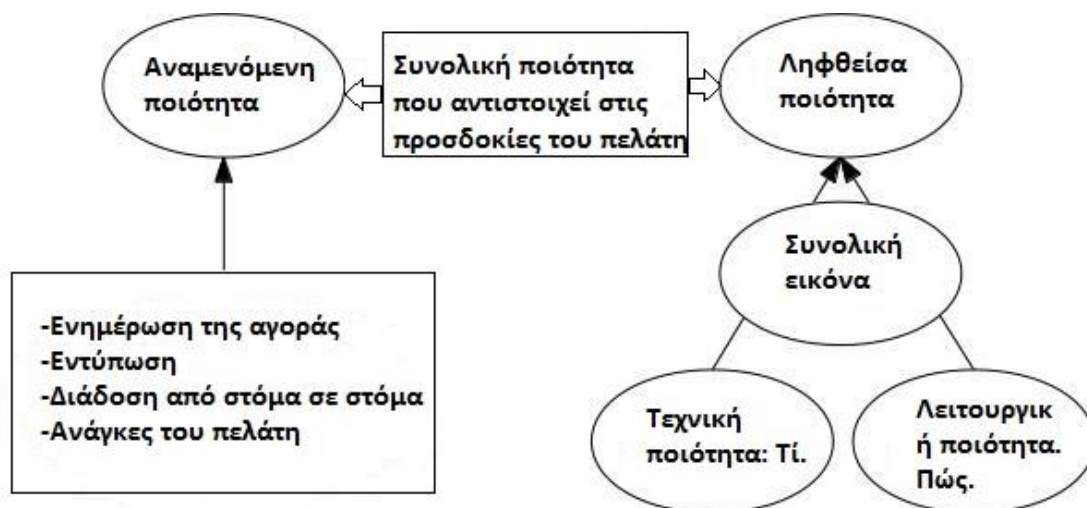 Αναμενόμενη
ποιότητα
Συνολική ποιότητα
που αντιστοιχεί στις
προσδοκίες του πελάτη
Ληφθείσα
ποιότητα
Συνολική
εικόνα
-Ενημέρωση της αγοράς
-Εντύπωση
-Διάδοση από στόμα σε στόμα
-Ανάγκες του πελάτη
Τεχνική
ποιότητα: Τί.
Λειτουργικ
ή ποιότητα.
Πώς.